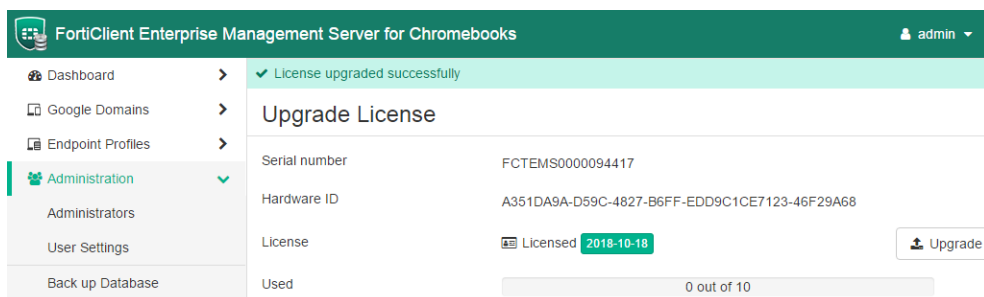 FortiClient Enterprise Management Server for Chromebooks
admin
Dashboard
Google Domains
Endpoint Profiles
Administration
Administrators
User Settings
Back up Database
License upgraded successfully
Upgrade License
Serial number FCTEMS0000094417
Hardware ID A351DA9A-D59C-4827-B6FF-EDD9C1CE7123-46F29A68
License Licensed 2018-10-18 Upgrade
Used 0 out of 10